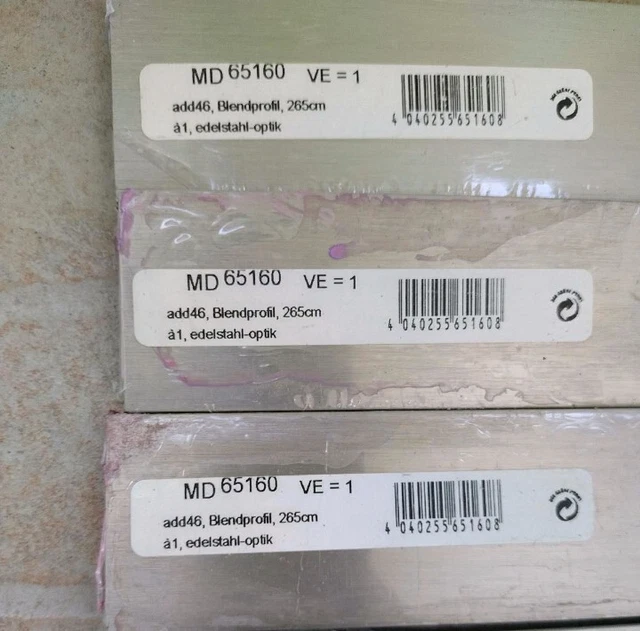 MD 65160 VE = 1
add46, Blendprofil, 265cm
à1, edelstahl-optik
4 040255 651608
MD 65160 VE = 1
add46, Blendprofil, 265cm
à1, edelstahl-optik
4 040255 651608
MD 65160 VE = 1
add46, Blendprofil, 265cm
à1, edelstahl-optik
4 040255 651608